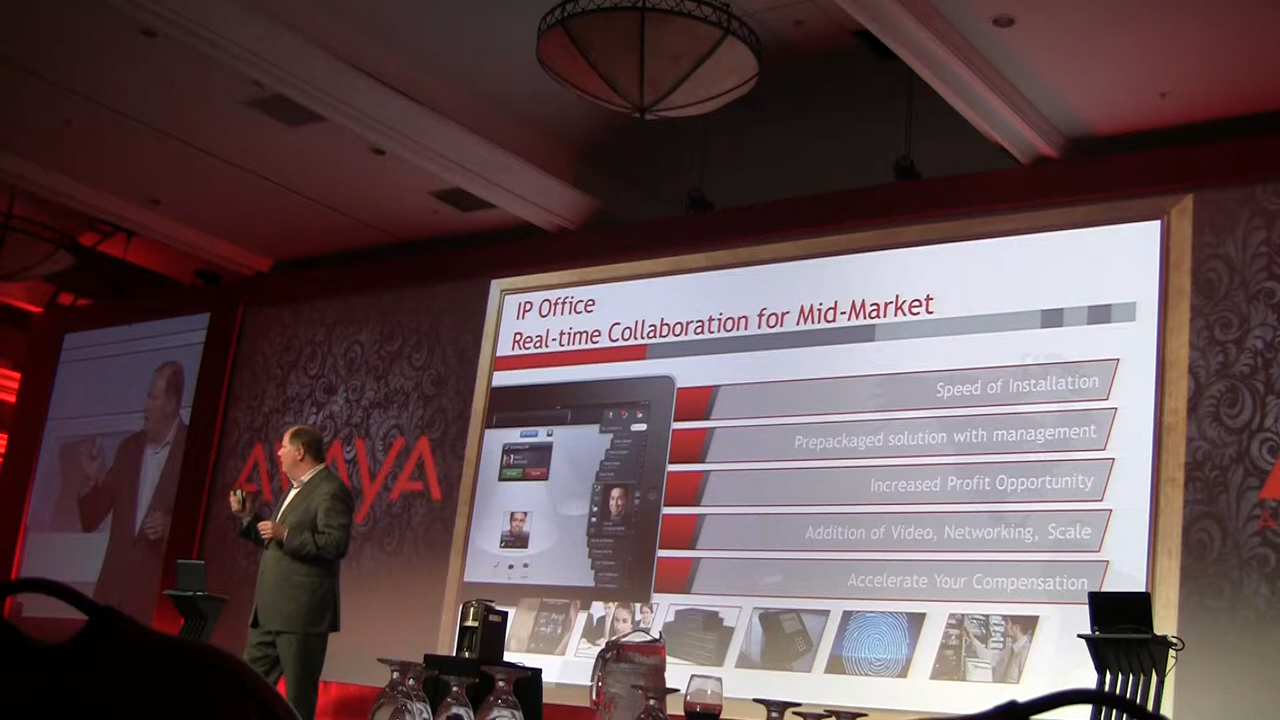 IP Office
Real-time Collaboration for Mid-Market
Speed of Installation
Prepackaged solution with management
Increased Profit Opportunity
Addition of Video, Networking, Scale
Accelerate Your Compensation
AVAYA